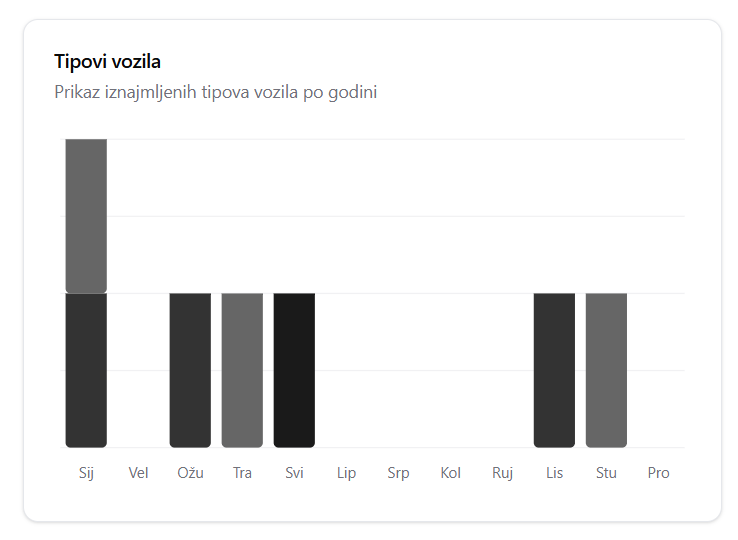 Tipovi vozila
Prikaz iznajmljenih tipova vozila po godini
Sij Vel Ožu Tra Svi Lip Srp Kol Ruj Lis Stu Pro